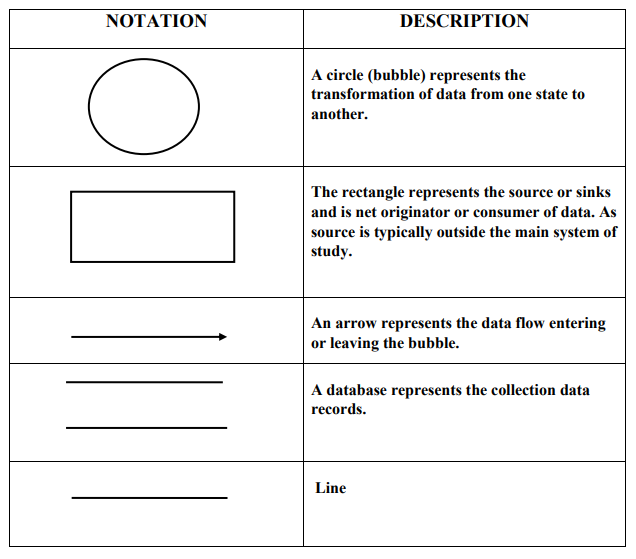 NOTATION
DESCRIPTION
A circle (bubble) represents the
transformation of data from one state to
another.
The rectangle represents the source or sinks
and is net originator or consumer of data. As
source is typically outside the main system of
study.
An arrow represents the data flow entering
or leaving the bubble.
A database represents the collection data
records.
Line